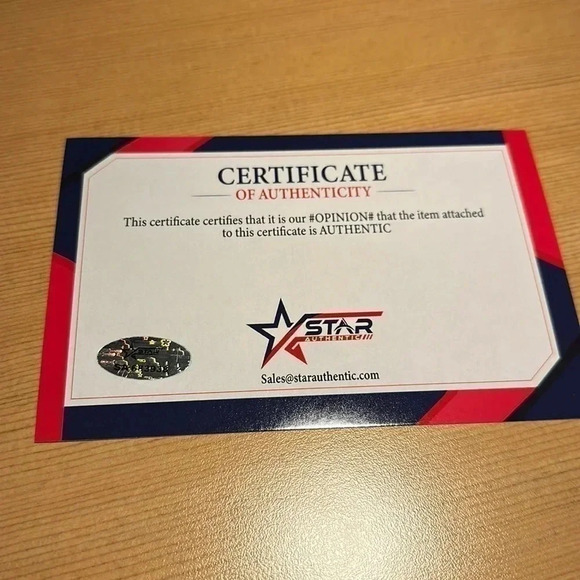 CERTIFICATE
OF AUTHENTICITY
This certificate certifies that it is our #OPINION# that the item attached
to this certificate is AUTHENTIC
STAR
AUTHENTIC
Sales@starauthentic.com